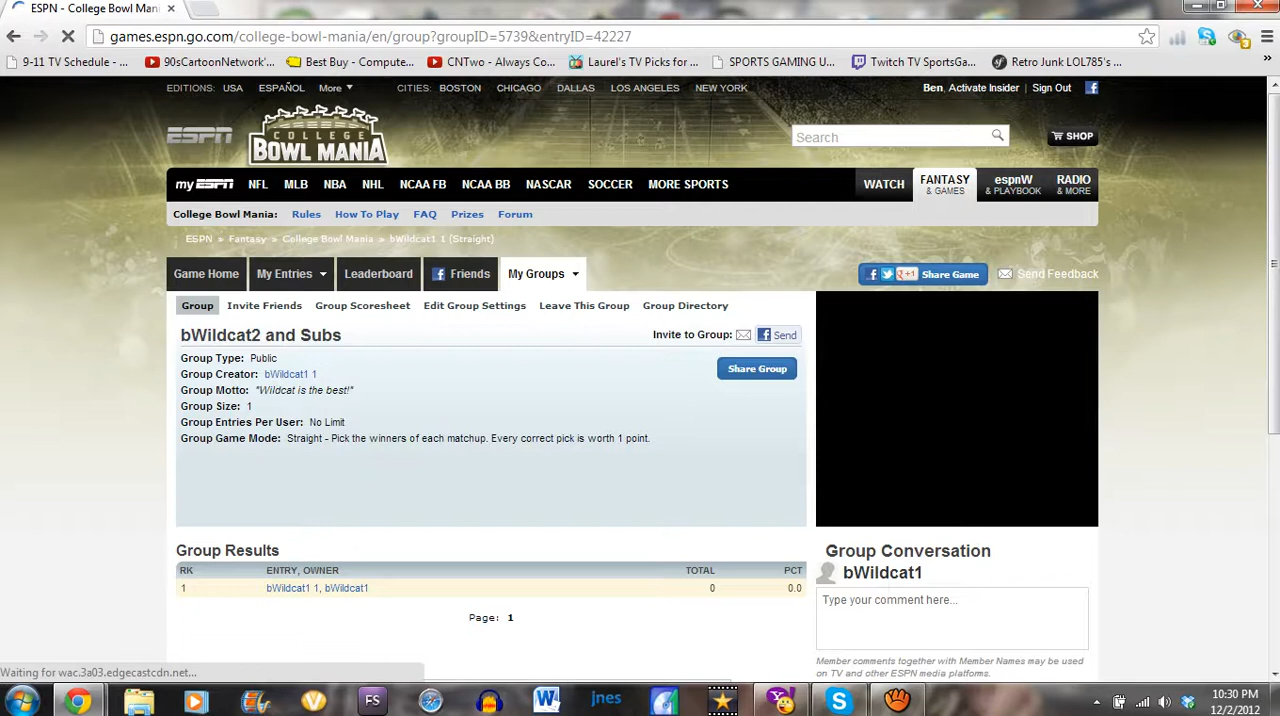 ESPN - College Bowl Man
games.espn.go.com/college-bowl-mania/en/group?groupID=5739&entryID=42227
9-11 TV Schedule - ... 90sCartoonNetwork'... Best Buy - Compute... CNTwo - Always Co... Laurel's TV Picks for ... SPORTS GAMING U... Twitch TV SportsGa... Retro Junk LOL785's ... »
EDITIONS: USA ESPAÑOL More CITIES: BOSTON CHICAGO DALLAS LOS ANGELES NEW YORK Ben, Activate Insider | Sign Out
ESPN COLLEGE BOWL MANIA Search SHOP
myESPN NFL MLB NBA NHL NCAA FB NCAA BB NASCAR SOCCER MORE SPORTS WATCH FANTASY & GAMES espnW & PLAYBOOK RADIO & MORE
College Bowl Mania: Rules How To Play FAQ Prizes Forum
ESPN » Fantasy » College Bowl Mania » bWildcat1 1 (Straight)
Game Home My Entries Leaderboard Friends My Groups +1 Share Game Send Feedback
Group Invite Friends Group Scoresheet Edit Group Settings Leave This Group Group Directory
bWildcat2 and Subs Invite to Group: Send
Group Type: Public
Share Group
Group Creator: bWildcat1 1
Group Motto: "Wildcat is the best!"
Group Size: 1
Group Entries Per User: No Limit
Group Game Mode: Straight - Pick the winners of each matchup. Every correct pick is worth 1 point.
Group Results
RK ENTRY, OWNER TOTAL PCT
1 bWildcat1 1, bWildcat1 0 0.0
Page: 1
Group Conversation
bWildcat1
Type your comment here...
Member comments together with Member Names may be used
on TV and other ESPN media platforms.
Waiting for wac.3a03.edgecastcdn.net...
FS W jnes
10:30 PM
12/2/2012